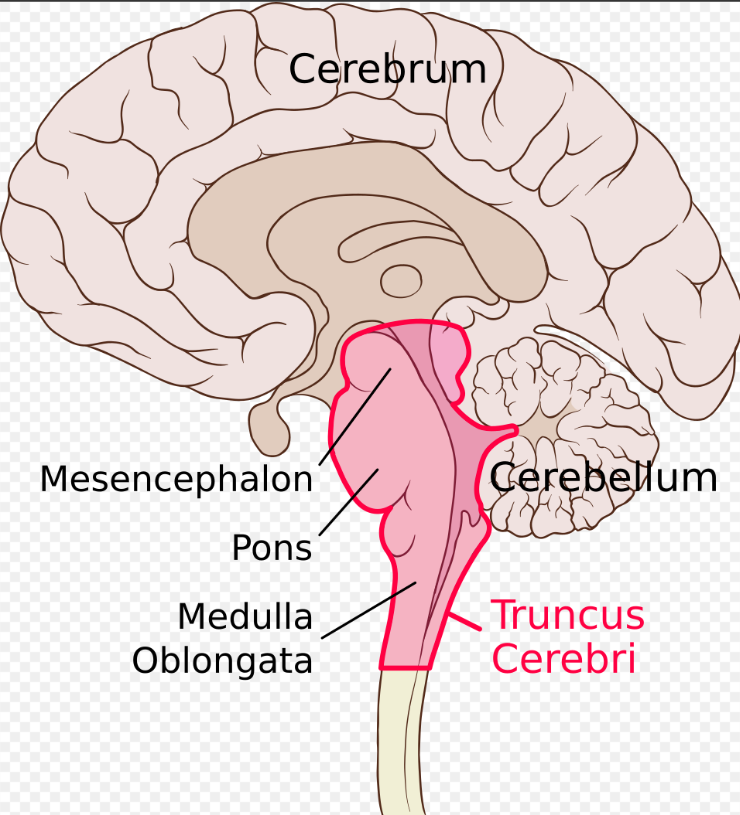 Cerebrum
Mesencephalon
Cerebellum
Pons
Medulla
Oblongata
Truncus
Cerebri